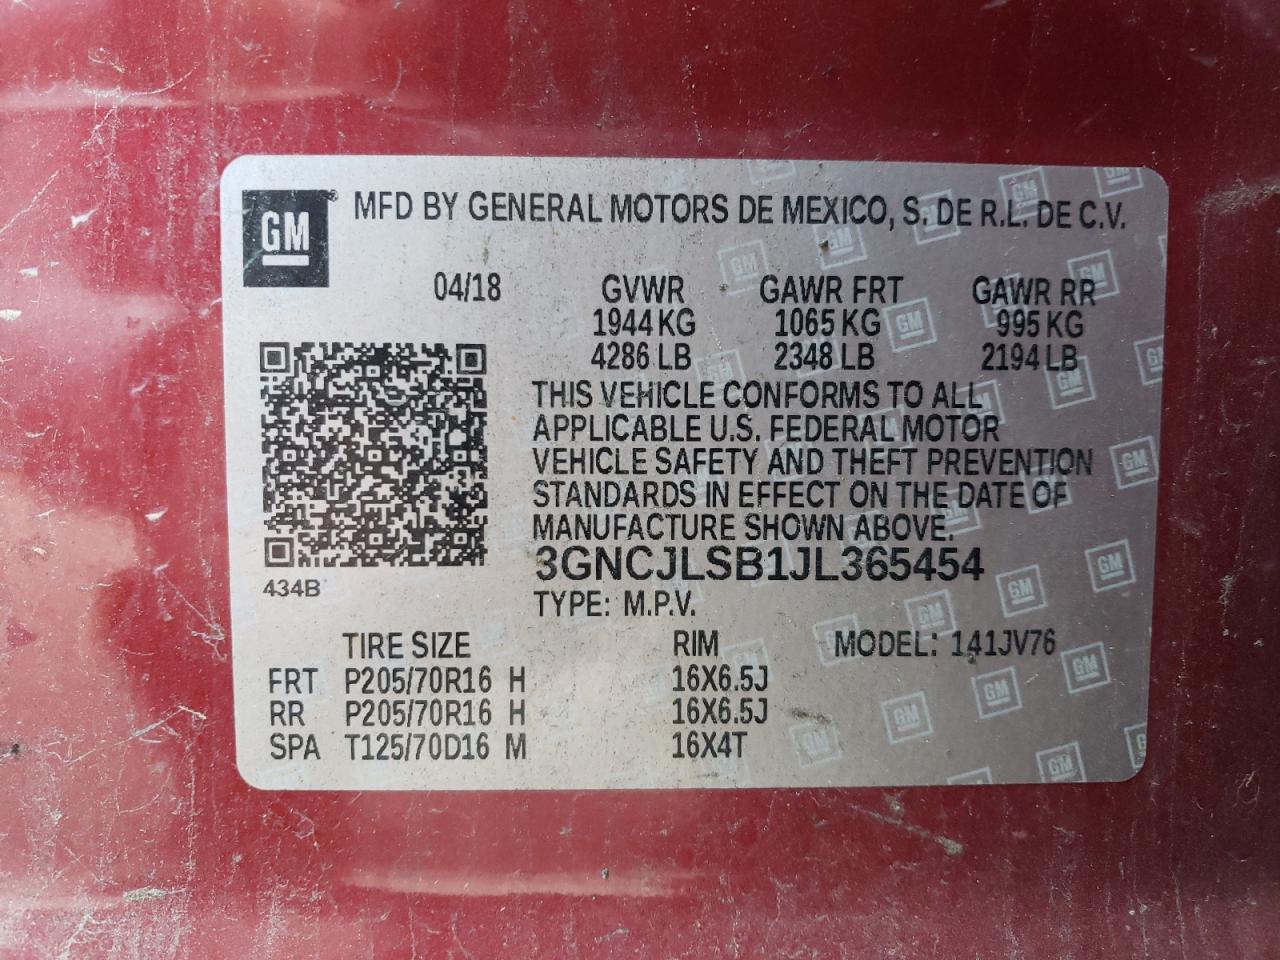 GM MFD BY GENERAL MOTORS DE MEXICO, S. DE R.L. DE C.V.
04/18 GVWR GAWR FRT GAWR RR
1944 KG 1065 KG 995 KG
4286 LB 2348 LB 2194 LB
THIS VEHICLE CONFORMS TO ALL
APPLICABLE U.S. FEDERAL MOTOR
VEHICLE SAFETY AND THEFT PREVENTION
STANDARDS IN EFFECT ON THE DATE OF
MANUFACTURE SHOWN ABOVE.
3GNCJLSB1JL365454
434B
TYPE: M.P.V.
TIRE SIZE RIM MODEL: 141JV76
FRT P205/70R16 H 16X6.5J
RR P205/70R16 H 16X6.5J
SPA T125/70D16 M 16X4T